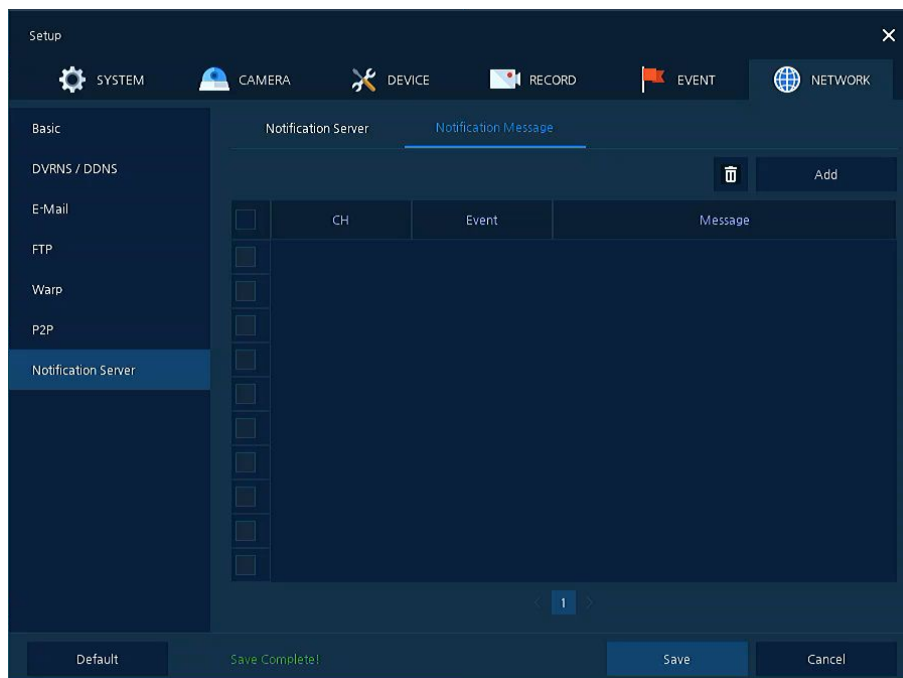 Setup
SYSTEM CAMERA DEVICE RECORD EVENT NETWORK
Basic
DVRNS / DDNS
E-Mail
FTP
Warp
P2P
Notification Server
Notification Server Notification Message
Add
CH Event Message
1
Default Save Complete! Save Cancel